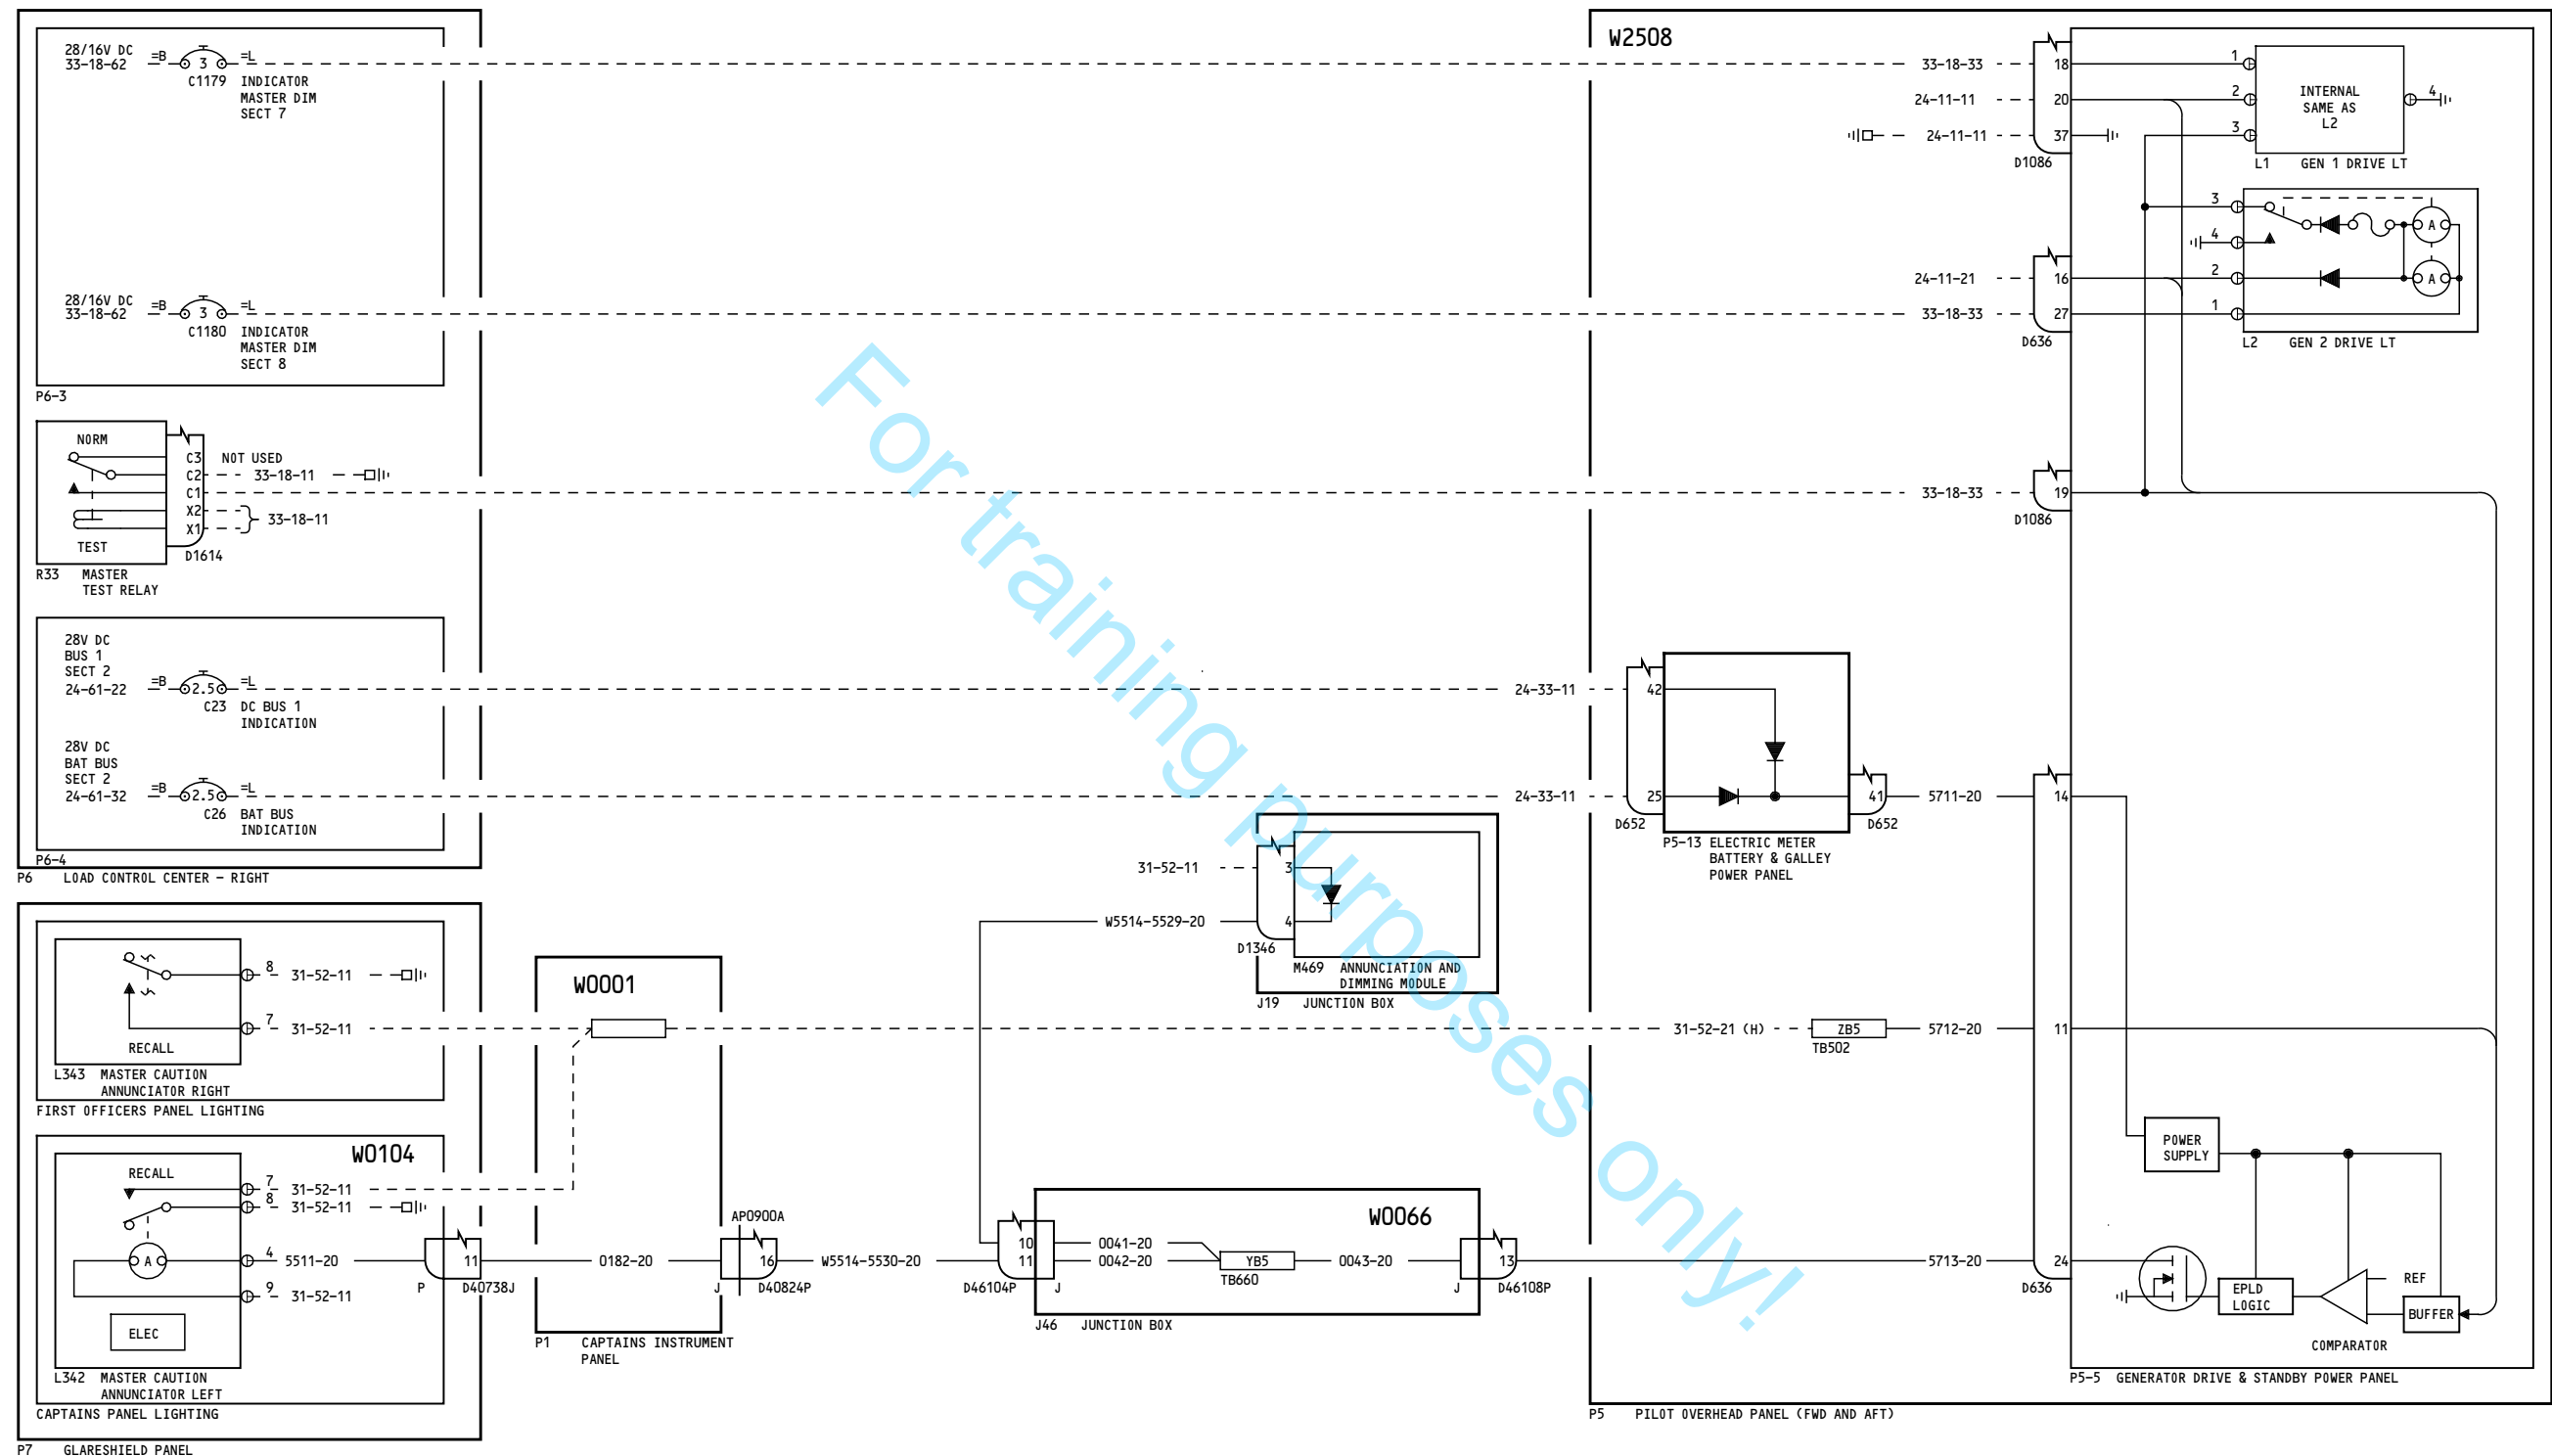 28/16V DC
33-18-62
=B
3
=L
C1179
INDICATOR
MASTER DIM
SECT 7
28/16V DC
33-18-62
=B
3
=L
C1180
INDICATOR
MASTER DIM
SECT 8
P6-3
NORM
C3
NOT USED
C2
33-18-11
C1
X2
33-18-11
X1
TEST
D1614
R33
MASTER
TEST RELAY
28V DC
BUS 1
SECT 2
24-61-22
=B
2.5
=L
C23
DC BUS 1
INDICATION
28V DC
BAT BUS
SECT 2
24-61-32
=B
2.5
=L
C26
BAT BUS
INDICATION
P6-4
P6 LOAD CONTROL CENTER - RIGHT
8
31-52-11
7
31-52-11
RECALL
L343 MASTER CAUTION
ANNUNCIATOR RIGHT
FIRST OFFICERS PANEL LIGHTING
W0104
RECALL
7
31-52-11
8
31-52-11
A
4
5511-20
11
P
D40738J
9
31-52-11
ELEC
L342 MASTER CAUTION
ANNUNCIATOR LEFT
CAPTAINS PANEL LIGHTING
P7 GLARESHIELD PANEL
W0001
0182-20
AP0900A
16
J
D40824P
P1 CAPTAINS INSTRUMENT
PANEL
W5514-5530-20
31-52-11
3
W5514-5529-20
4
D1346
M469 ANNUNCIATION AND
DIMMING MODULE
J19 JUNCTION BOX
W0066
10
0041-20
11
0042-20
YB5
TB660
0043-20
13
D46104P
J
J
D46108P
J46 JUNCTION BOX
W2508
33-18-33
18
24-11-11
20
24-11-11
37
D1086
1
2
3
INTERNAL
SAME AS
L2
4
L1 GEN 1 DRIVE LT
3
A
4
2
A
1
L2 GEN 2 DRIVE LT
24-11-21
16
33-18-33
27
D636
33-18-33
19
D1086
24-33-11
42
24-33-11
25
D652
41
D652
5711-20
14
P5-13 ELECTRIC METER
BATTERY & GALLEY
POWER PANEL
31-52-21 (H)
ZB5
TB502
5712-20
11
5713-20
24
D636
POWER
SUPPLY
EPLD
LOGIC
REF
BUFFER
COMPARATOR
P5-5 GENERATOR DRIVE & STANDBY POWER PANEL
P5 PILOT OVERHEAD PANEL (FWD AND AFT)
For training purposes only!